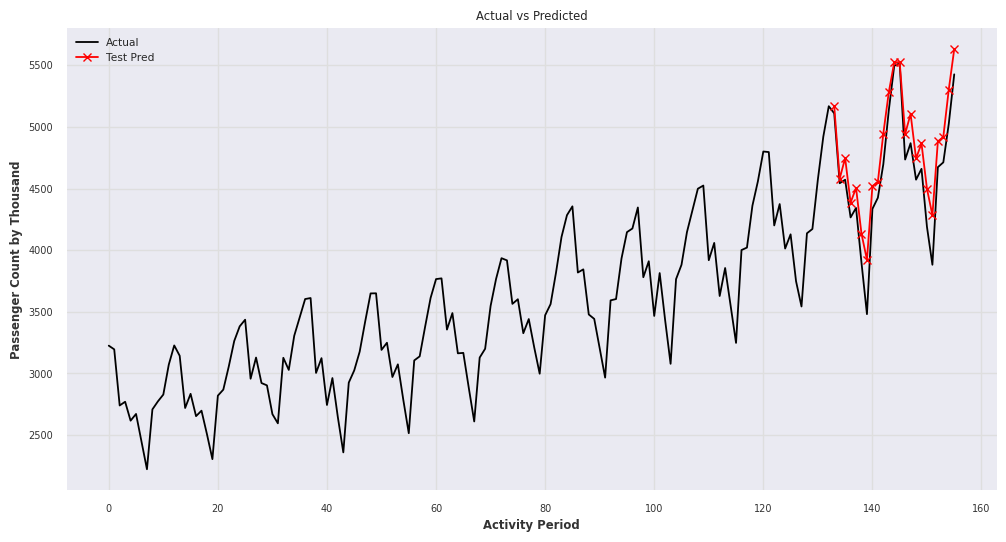 Actual vs Predicted
Actual
Test Pred
5500
5000
4500
4000
3500
3000
2500
Passenger Count by Thousand
0 20 40 60 80 100 120 140 160
Activity Period